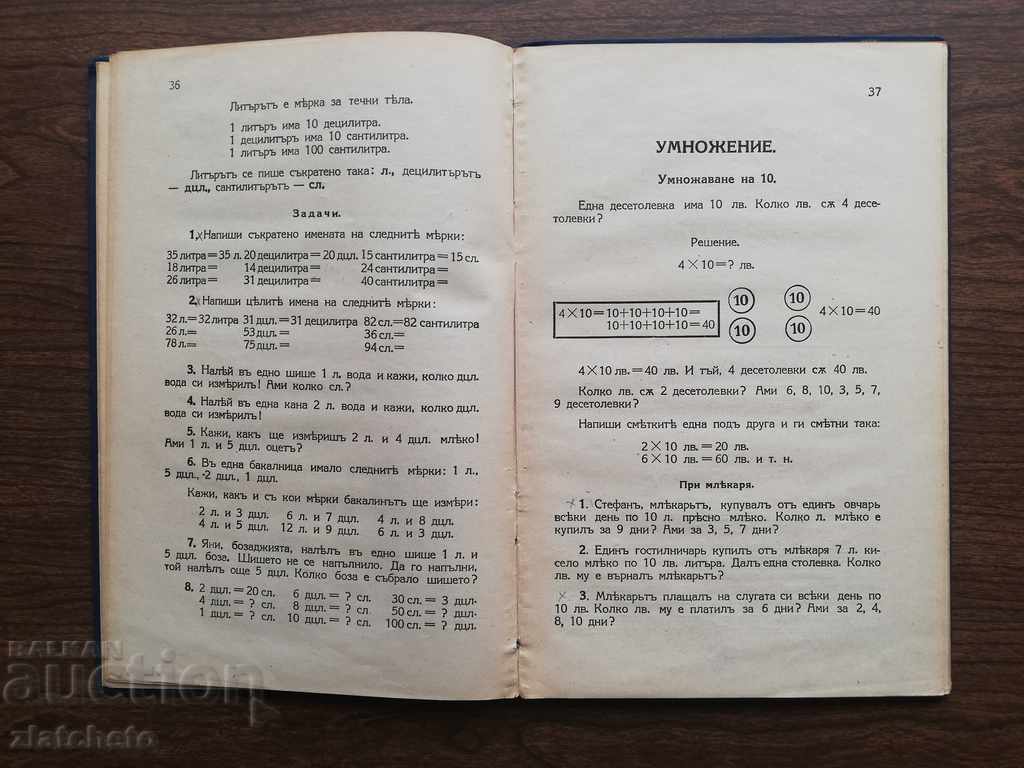 36
Литърътъ е мѣрка за течни тѣла.
1 литъръ има 10 децилитра.
1 децилитъръ има 10 сантилитра.
1 литъръ има 100 сантилитра.
Литърътъ се пише съкратено така: л., децилитърътъ
— дцл., сантилитърътъ — сл.
Задачи.
1. Напиши съкратено имената на следнитѣ мѣрки:
35 литра=35 л. 20 децилитра=20 дцл. 15 сантилитра=15 сл.
18 литра= 14 децилитра= 24 сантилитра=
26 литра= 31 децилитра= 40 сантилитра=
2. Напиши цѣлитѣ имена на следнитѣ мѣрки:
32 л.=32 литра 31 дцл.=31 децилитра 82 сл.=82 сантилитра
26 л.= 53 дцл.= 36 сл.=
78 л.= 75 дцл.= 94 сл.=
3. Налѣй въ едно шише 1 л. вода и кажи, колко дцл.
вода си измѣрилъ! Ами колко сл.?
4. Налѣй въ една кана 2 л. вода и кажи, колко дцл.
вода си измѣрилъ!
5. Кажи, какъ ще измѣришъ 2 л. и 4 дцл. млѣко!
Ами 1 л. и 5 дцл. оцетъ?
6. Въ една бакалница имало следнитѣ мѣрки: 1 л.,
5 дцл., 2 дцл., 1 дцл.
Кажи, какъ и съ кои мѣрки бакалинътъ ще измѣри:
2 л. и 3 дцл. 6 л. и 7 дцл. 4 л. и 8 дцл.
4 л. и 5 дцл. 12 л. и 9 дцл. 6 л. и 3 дцл.
7. Яни, бозаджията, налѣлъ въ едно шише 1 л. и
5 дцл. боза. Шишето не се напълнило. Да го напълни,
той налѣлъ още 5 дцл. Колко боза е събрало шишето?
8. 2 дцл.=20 сл. 6 дцл.= ? сл. 30 сл.= 3 дцл.
4 дцл.= ? сл. 8 дцл.= ? сл. 50 сл.= ? дцл.
1 дцл.= ? сл. 10 дцл.= ? сл. 100 сл.= ? дцл.
37
УМНОЖЕНИЕ.
Умножаване на 10.
Една десетолевка има 10 лв. Колко лв. сѫ 4 десе-
толевки?
Решение.
4×10=? лв.
4×10=10+10+10+10=
10+10+10+10=40
10 10
10 10
4×10=40
4×10 лв.=40 лв. И тъй, 4 десетолевки сѫ 40 лв.
Колко лв. сѫ 2 десетолевки? Ами 6, 8, 10, 3, 5, 7,
9 десетолевки?
Напиши смѣткитѣ една подъ друга и ги смѣтни така:
2×10 лв.=20 лв.
6×10 лв.=60 лв. и т. н.
При млѣкаря.
1. Стефанъ, млѣкарьтъ, купувалъ отъ единъ овчарь
всѣки день по 10 л. прѣсно млѣко. Колко л. млѣко е
купилъ за 9 дни? Ами за 3, 5, 7 дни?
2. Единъ гостилничарь купилъ отъ млѣкаря 7 л. ки-
село млѣко по 10 лв. литъра. Далъ една столевка. Колко
лв. му е върналъ млѣкарьтъ?
3. Млѣкарьтъ плащалъ на слугата си всѣки день по
10 лв. Колко лв. му е платилъ за 6 дни? Ами за 2, 4,
8, 10 дни?
BALKAN
auction
zlatcheto